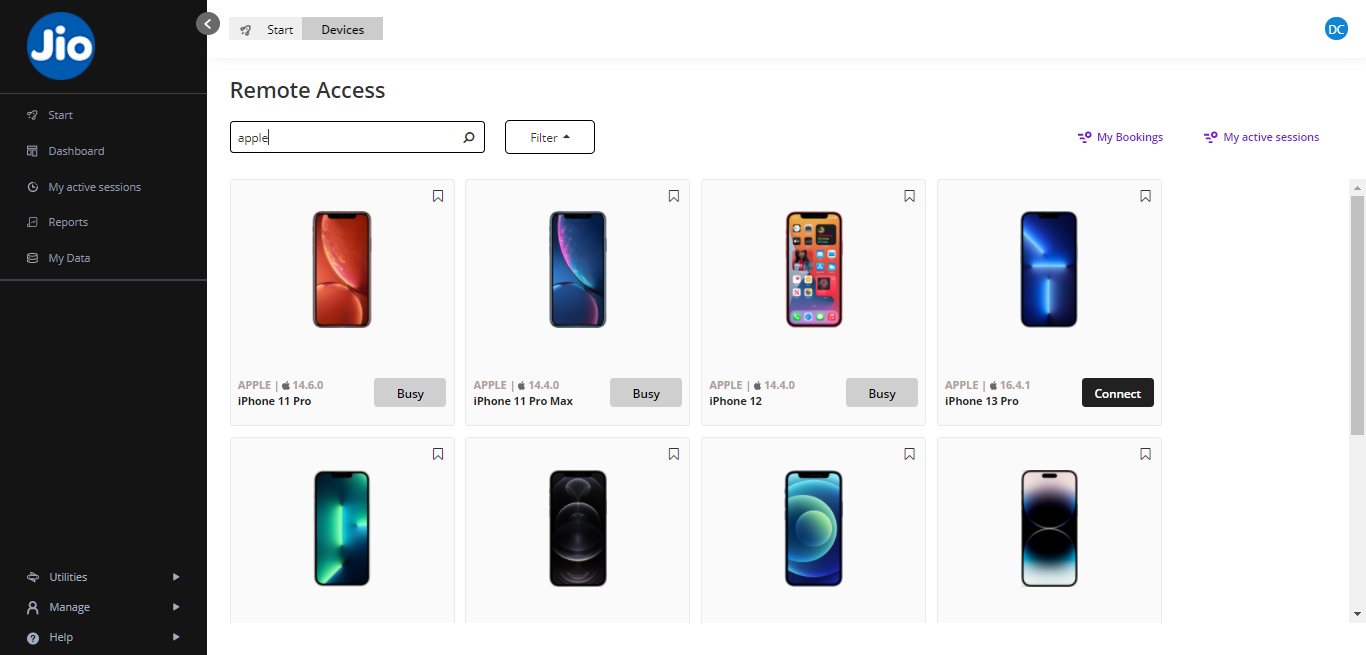 Jio
Start
Devices
DC
Start
Dashboard
My active sessions
Reports
My Data
Utilities
Manage
Help
Remote Access
apple
Filter
My Bookings
My active sessions
APPLE | 14.6.0
iPhone 11 Pro
Busy
APPLE | 14.4.0
iPhone 11 Pro Max
Busy
APPLE | 14.4.0
iPhone 12
Busy
APPLE | 16.4.1
iPhone 13 Pro
Connect